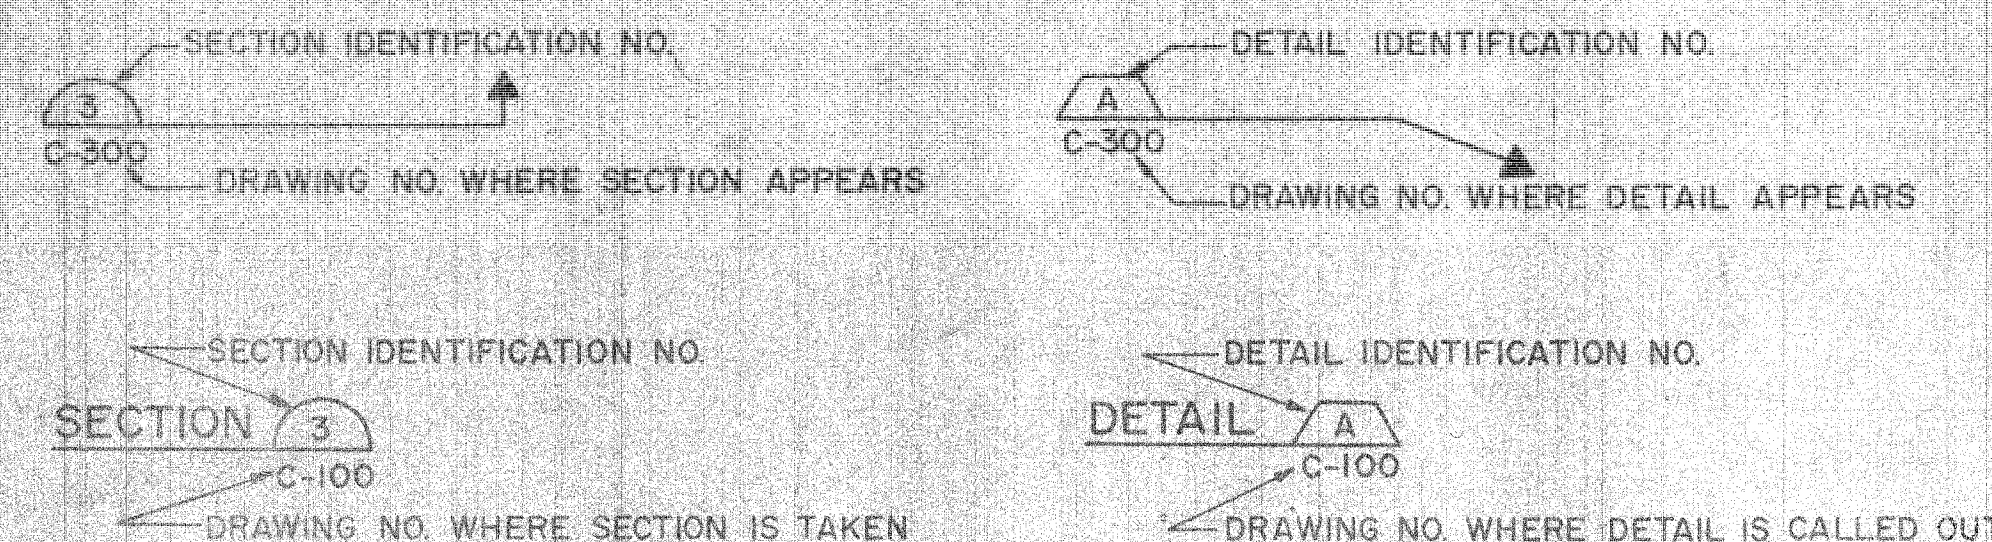 SECTION IDENTIFICATION NO.
3
C-300
DRAWING NO. WHERE SECTION APPEARS
DETAIL IDENTIFICATION NO.
A
C-300
DRAWING NO. WHERE DETAIL APPEARS
SECTION IDENTIFICATION NO.
SECTION 3
C-100
DRAWING NO. WHERE SECTION IS TAKEN
DETAIL IDENTIFICATION NO.
DETAIL A
C-100
DRAWING NO. WHERE DETAIL IS CALLED OUT